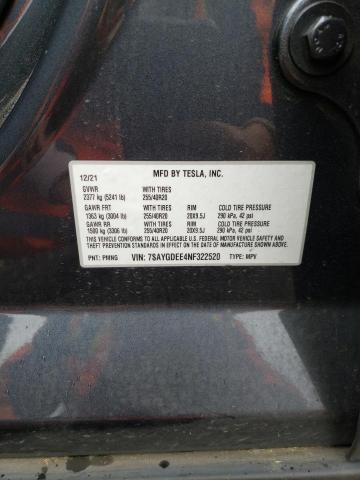 12/21 MFD BY TESLA, INC.
GVWR WITH TIRES
2377 kg (5241 lb) 255/40R20
GAWR FRT WITH TIRES RIM COLD TIRE PRESSURE
1363 kg (3004 lb) 255/40R20 20X9.5J 290 kPa, 42 psi
GAWR RR WITH TIRES RIM COLD TIRE PRESSURE
1500 kg (3306 lb) 255/40R20 20X9.5J 290 kPa, 42 psi
THIS VEHICLE CONFORMS TO ALL APPLICABLE U.S. FEDERAL MOTOR VEHICLE SAFETY AND
THEFT PREVENTION STANDARDS IN EFFECT ON THE DATE OF MANUFACTURE SHOWN ABOVE.
PNT: PMNG VIN: 7SAYGDEE4NF322520 TYPE: MPV